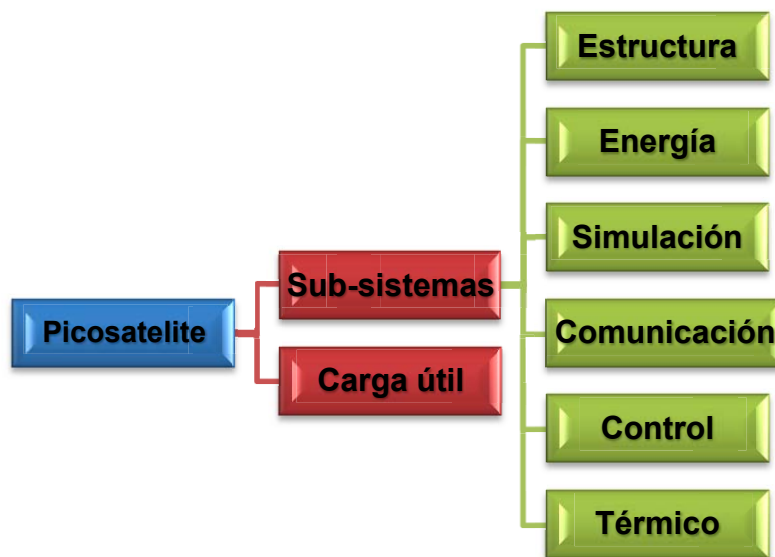 Picosatelite
Sub-sistemas
Carga útil
Estructura
Energía
Simulación
Comunicación
Control
Térmico